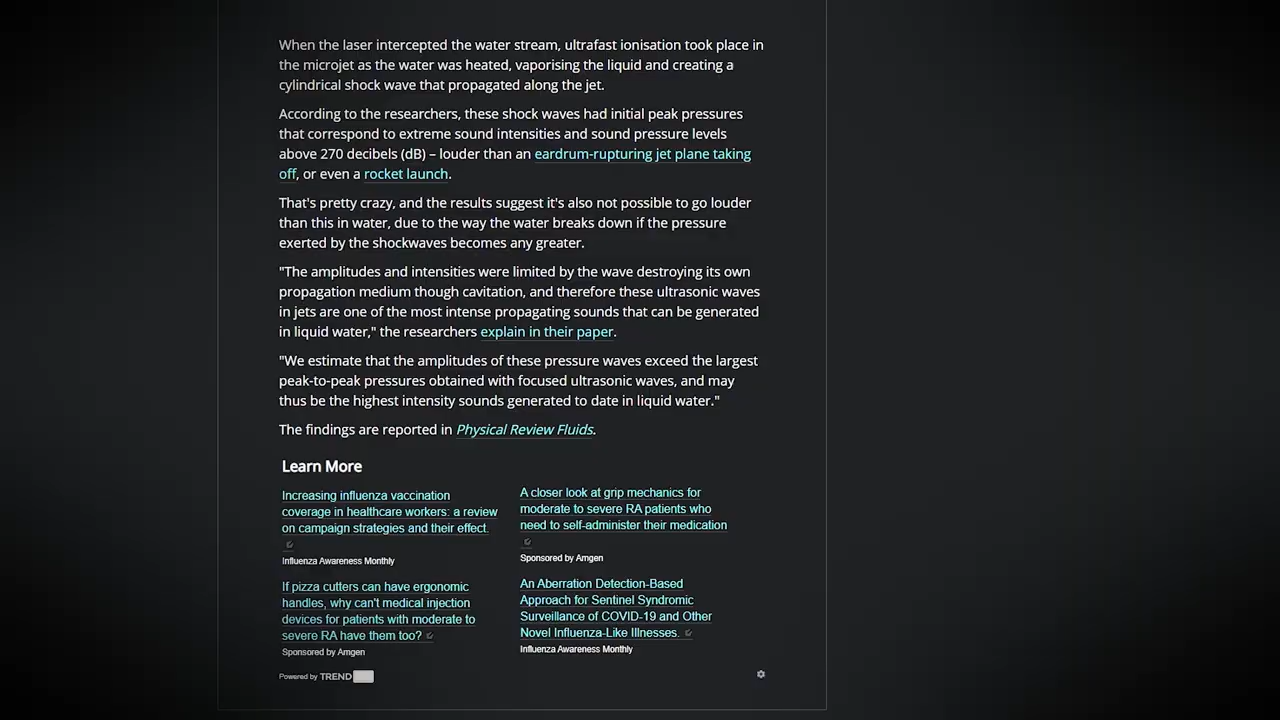 When the laser intercepted the water stream, ultrafast ionisation took place in
the microjet as the water was heated, vaporising the liquid and creating a
cylindrical shock wave that propagated along the jet.
According to the researchers, these shock waves had initial peak pressures
that correspond to extreme sound intensities and sound pressure levels
above 270 decibels (dB) – louder than an eardrum-rupturing jet plane taking
off, or even a rocket launch.
That's pretty crazy, and the results suggest it's also not possible to go louder
than this in water, due to the way the water breaks down if the pressure
exerted by the shockwaves becomes any greater.
"The amplitudes and intensities were limited by the wave destroying its own
propagation medium though cavitation, and therefore these ultrasonic waves
in jets are one of the most intense propagating sounds that can be generated
in liquid water," the researchers explain in their paper.
"We estimate that the amplitudes of these pressure waves exceed the largest
peak-to-peak pressures obtained with focused ultrasonic waves, and may
thus be the highest intensity sounds generated to date in liquid water."
The findings are reported in Physical Review Fluids.
Learn More
Increasing influenza vaccination
coverage in healthcare workers: a review
on campaign strategies and their effect.
Influenza Awareness Monthly
A closer look at grip mechanics for
moderate to severe RA patients who
need to self-administer their medication
Sponsored by Amgen
If pizza cutters can have ergonomic
handles, why can't medical injection
devices for patients with moderate to
severe RA have them too?
Sponsored by Amgen
An Aberration Detection-Based
Approach for Sentinel Syndromic
Surveillance of COVID-19 and Other
Novel Influenza-Like Illnesses.
Influenza Awareness Monthly
Powered by TREND